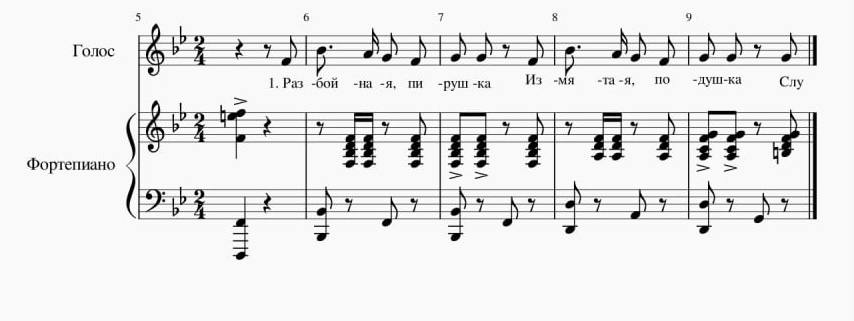 5 6 7 8 9
Голос
1. Раз -бой -на -я, пи -руш -ка Из -мя -та -я, по -душ-ка Слу
Фортепиано